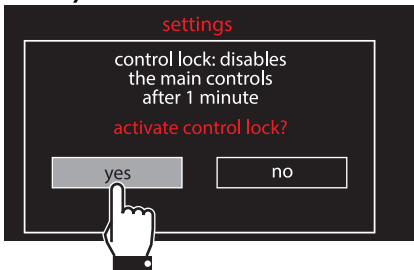 settings
control lock: disables
the main controls
after 1 minute
activate control lock?
yes
no